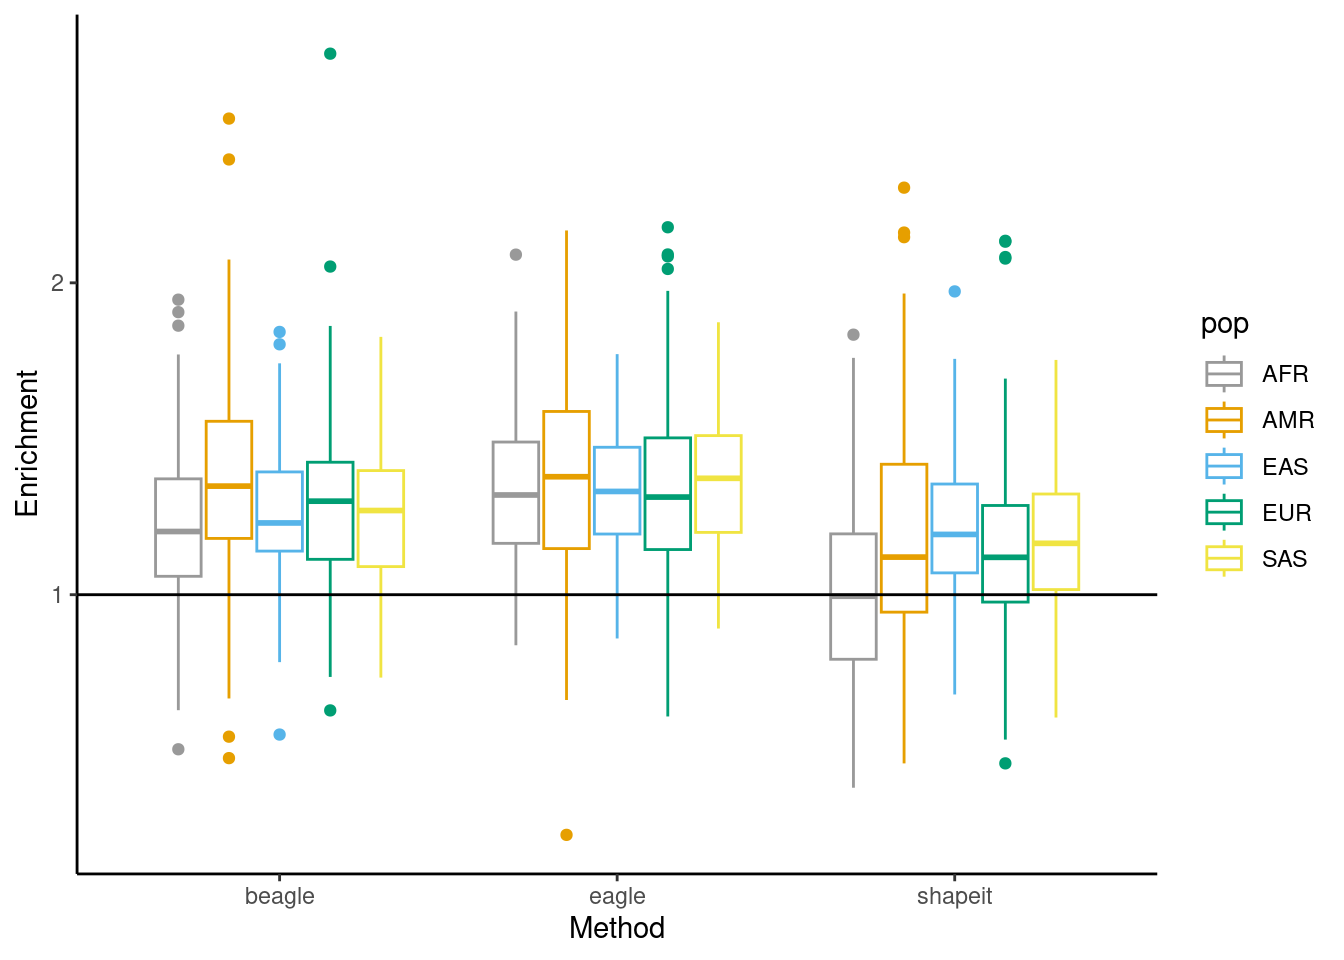 Enrichment
2
1
beagle
eagle
shapeit
Method
pop
AFR
AMR
EAS
EUR
SAS